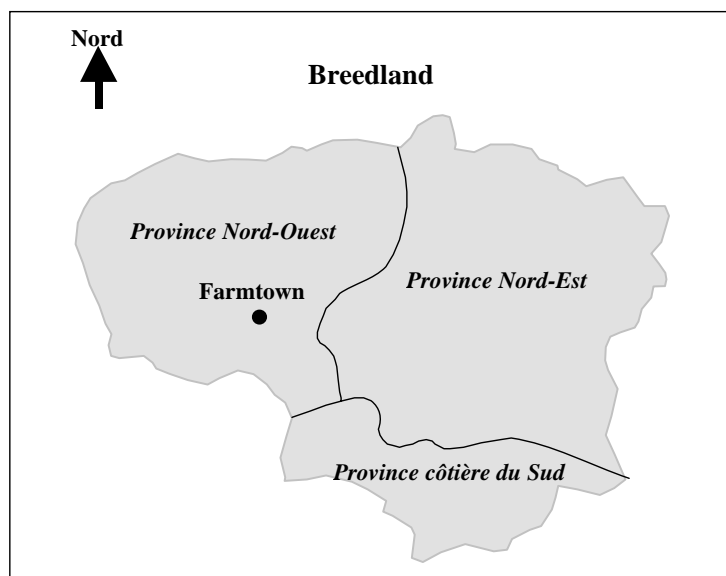 Nord
Breedland
Province Nord-Ouest
Province Nord-Est
Farmtown
Province côtière du Sud